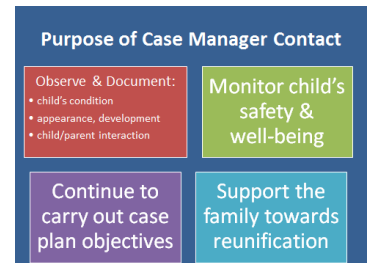 Purpose of Case Manager Contact
Observe & Document:
• child's condition
• appearance, development
• child/parent interaction
Monitor child's
safety &
well-being
Continue to
carry out case
plan objectives
Support the
family towards
reunification